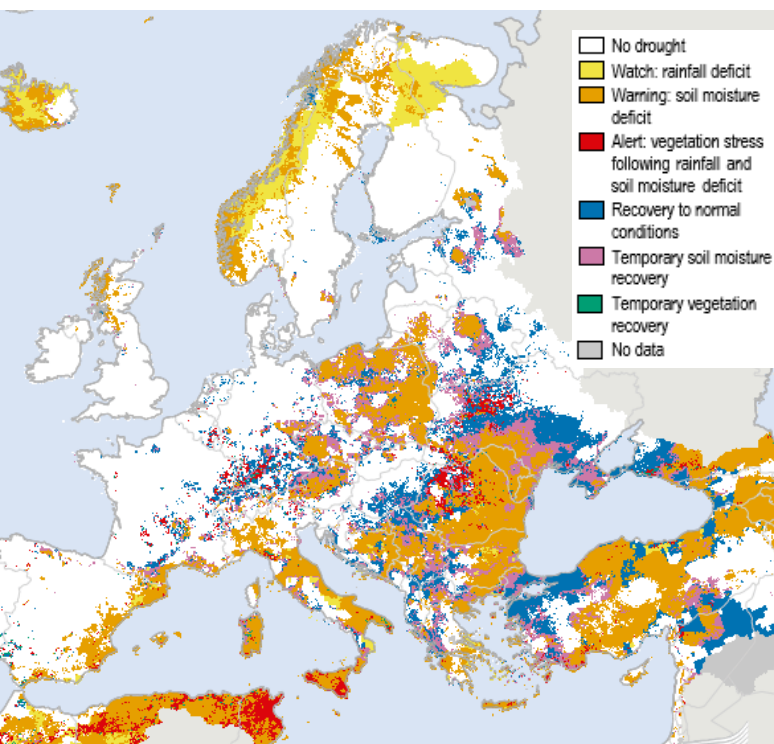 No drought
Watch: rainfall deficit
Warning: soil moisture
deficit
Alert: vegetation stress
following rainfall and
soil moisture deficit
Recovery to normal
conditions
Temporary soil moisture
recovery
Temporary vegetation
recovery
No data